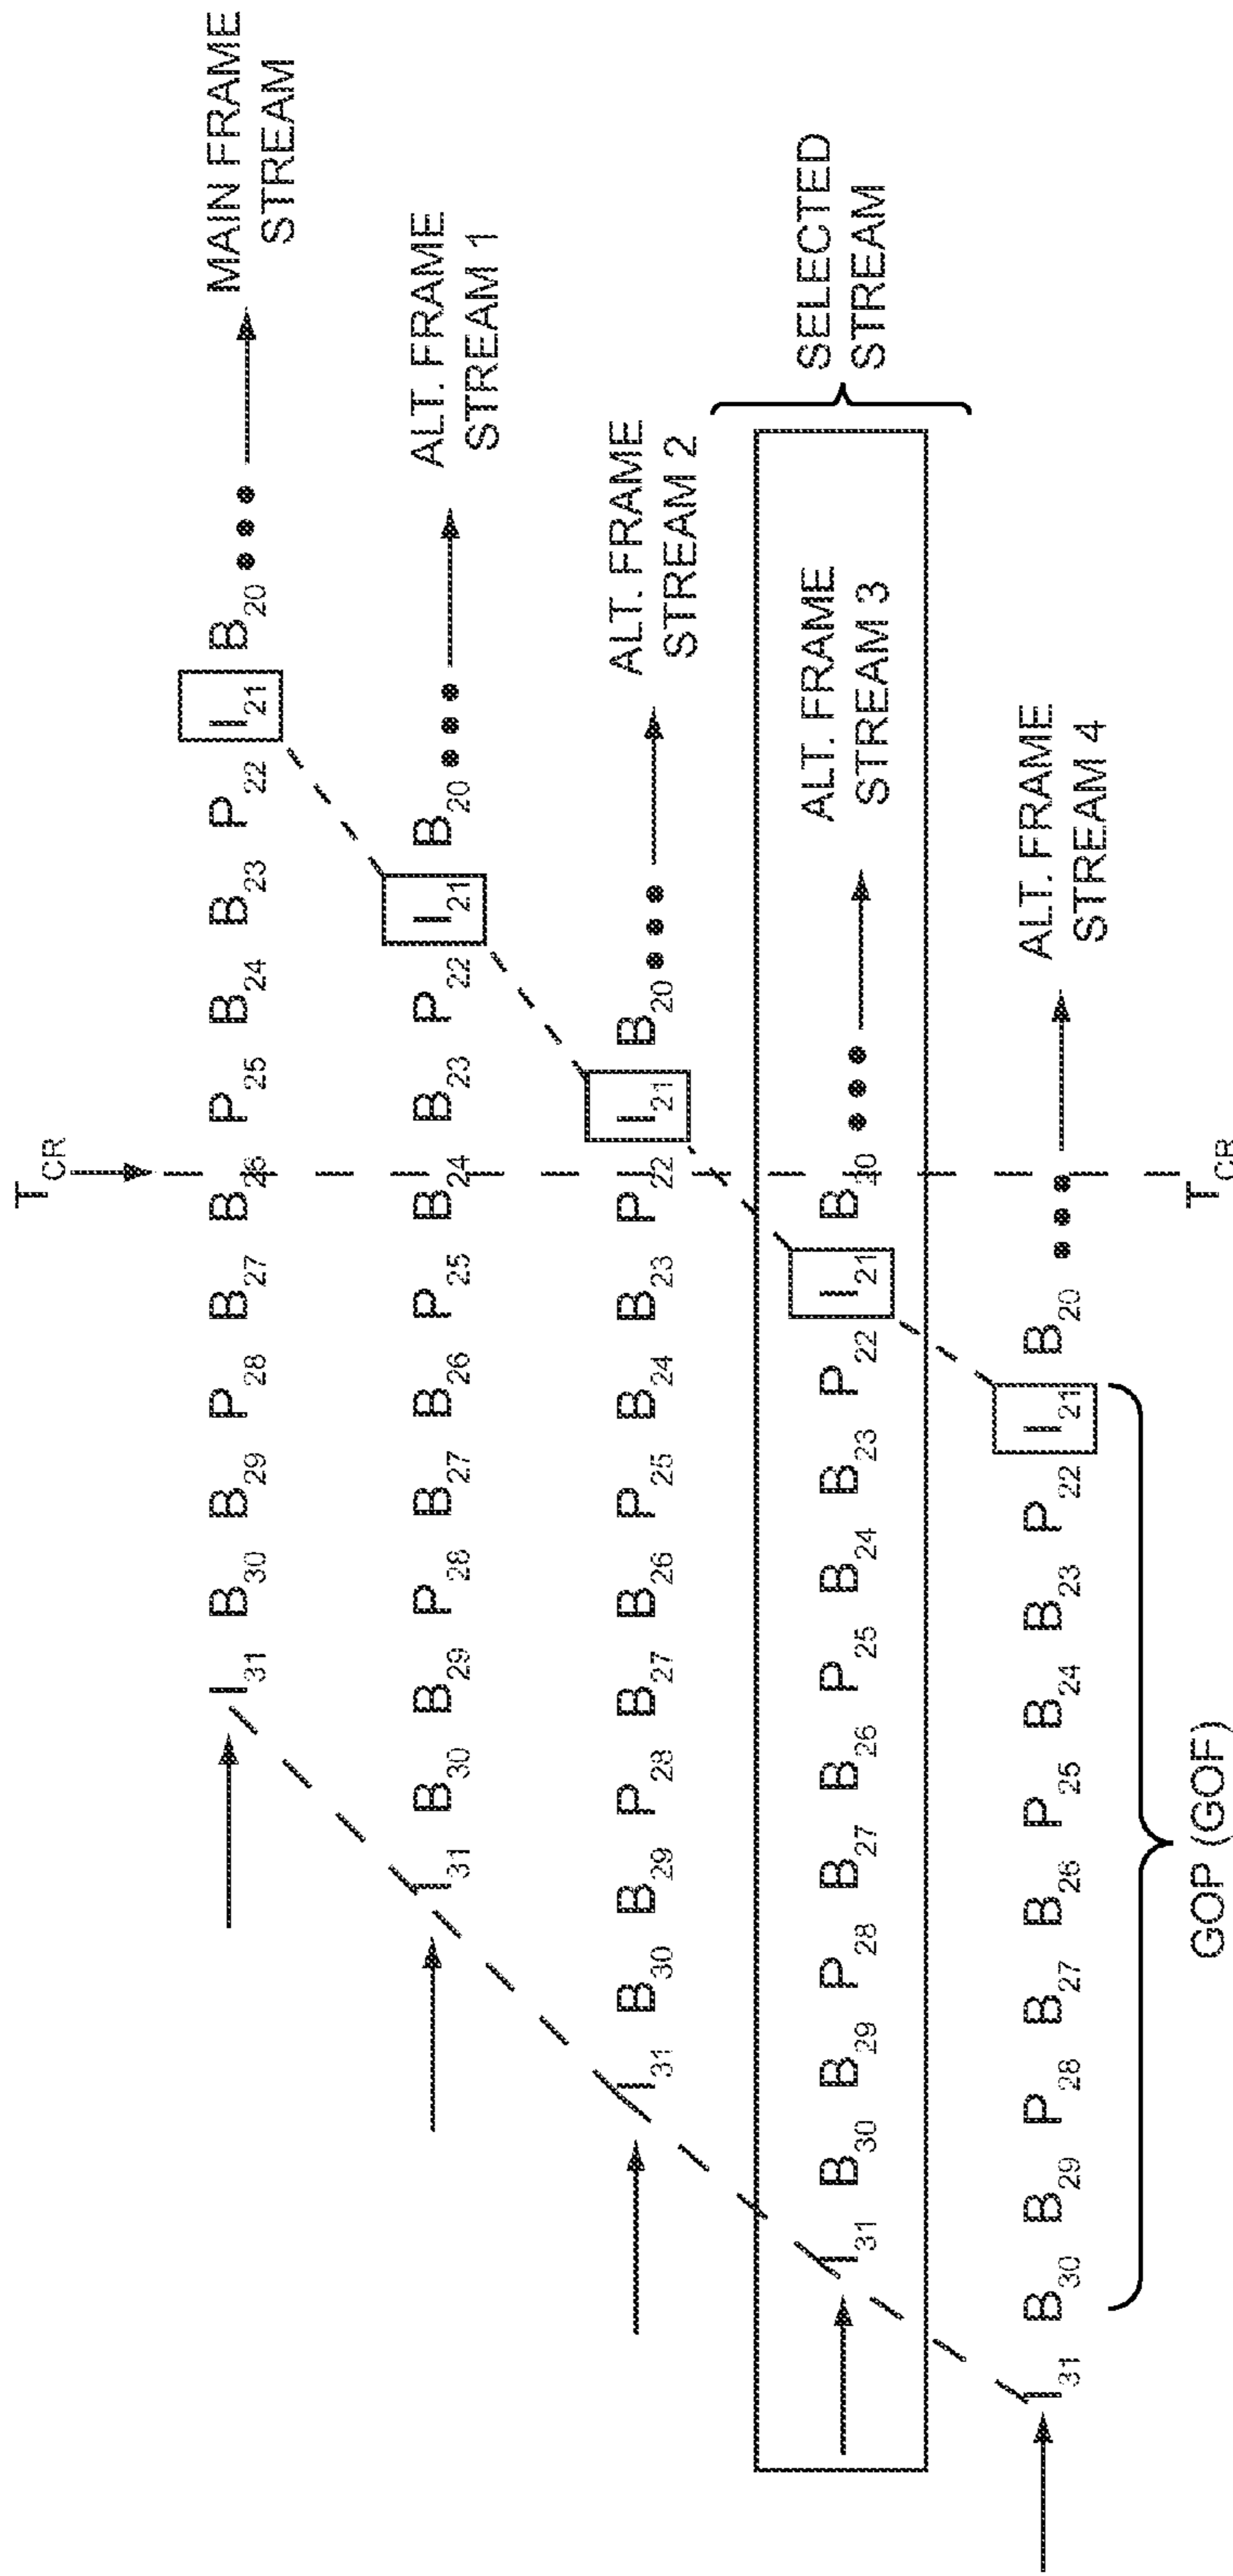 T_CR
I_31 B_30 B_29 P_28 B_27 B_26 P_25 B_24 B_23 P_22 I_21 B_20 ••• MAIN FRAME
STREAM
I_31 B_30 B_29 P_28 B_27 B_26 P_25 B_24 B_23 P_22 I_21 B_20 ••• ALT. FRAME
STREAM 1
I_31 B_30 B_29 P_28 B_27 B_26 P_25 B_24 B_23 P_22 I_21 B_20 ••• ALT. FRAME
STREAM 2
I_31 B_30 B_29 P_28 B_27 B_26 P_25 B_24 B_23 P_22 I_21 B_20 ••• ALT. FRAME
STREAM 3
SELECTED
STREAM
I_31 B_30 B_29 P_28 B_27 B_26 P_25 B_24 B_23 P_22 I_21 B_20 ••• ALT. FRAME
STREAM 4
T_CR
GOP (GOF)